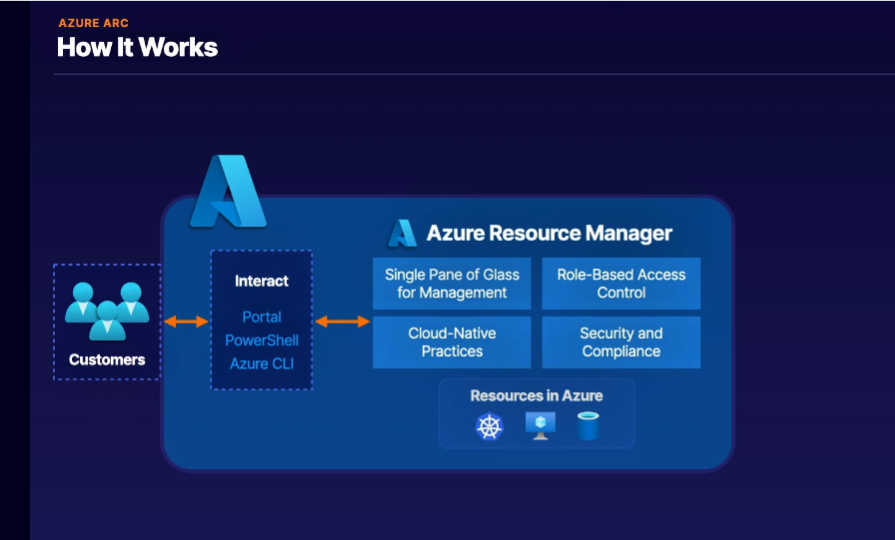 AZURE ARC
How It Works
Customers
Interact
Portal
PowerShell
Azure CLI
Azure Resource Manager
Single Pane of Glass
for Management
Role-Based Access
Control
Cloud-Native
Practices
Security and
Compliance
Resources in Azure